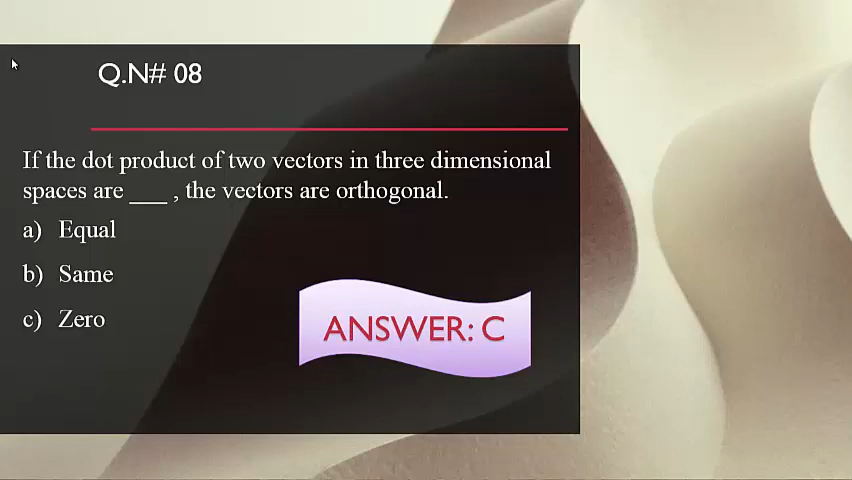 Q.N# 08
If the dot product of two vectors in three dimensional
spaces are ___ , the vectors are orthogonal.
a) Equal
b) Same
c) Zero
ANSWER: C